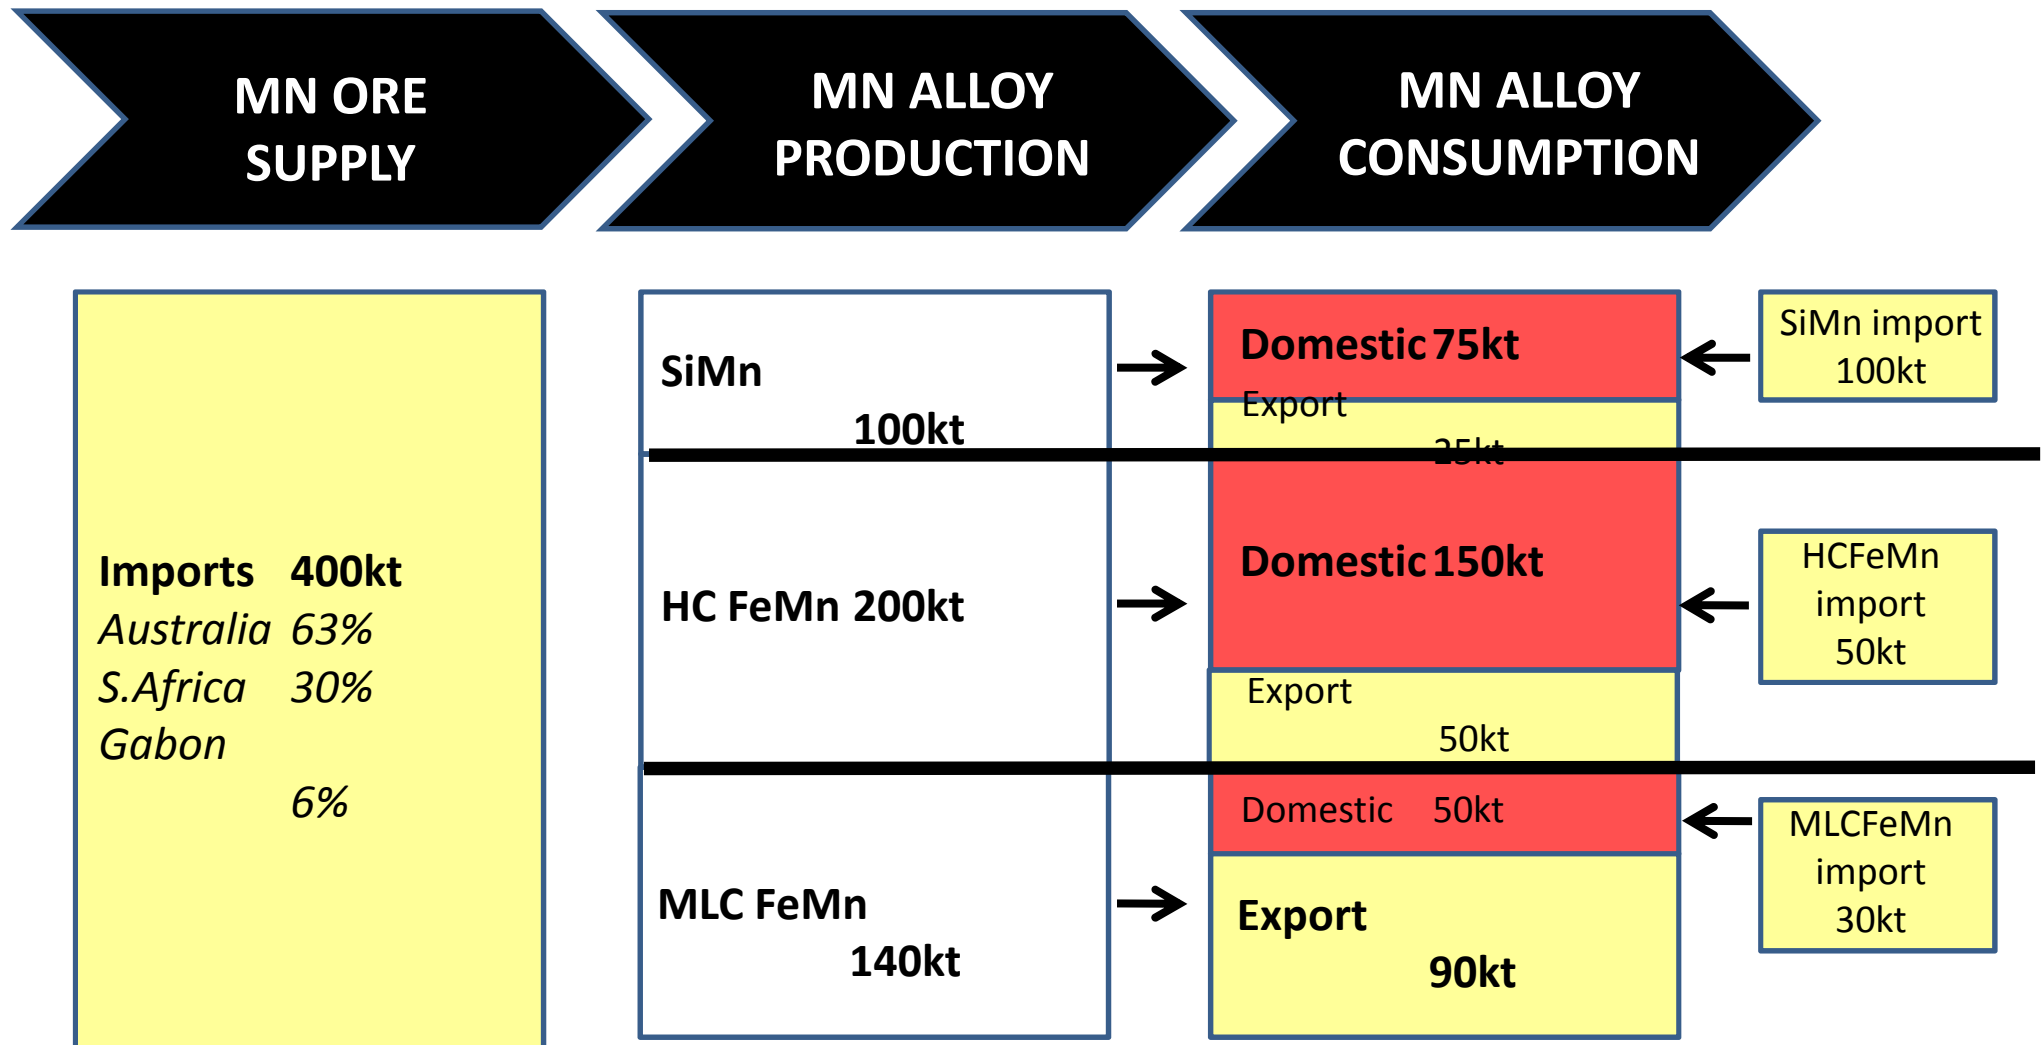 MN ORE
SUPPLY
MN ALLOY
PRODUCTION
MN ALLOY
CONSUMPTION
Imports 400kt
Australia 63%
S.Africa 30%
Gabon
6%
SiMn
100kt
HC FeMn 200kt
MLC FeMn
140kt
Domestic 75kt
Export
25kt
Domestic 150kt
Export
50kt
Domestic 50kt
Export
90kt
SiMn import
100kt
HCFeMn
import
50kt
MLCFeMn
import
30kt